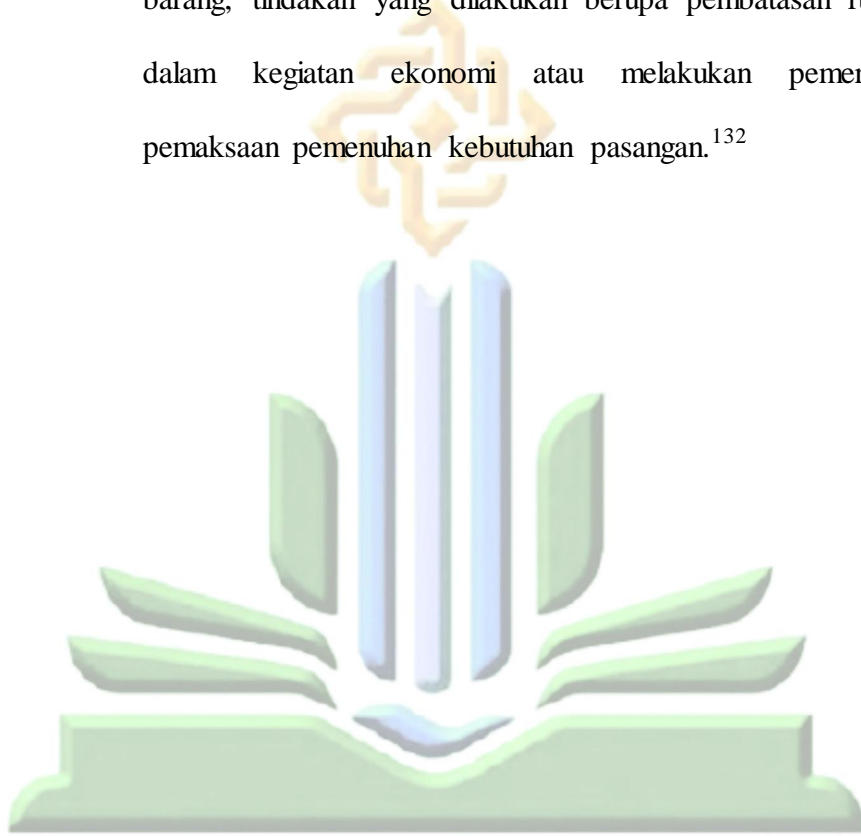 barang, tindakan yang dilakukan berupa pembatasan
dalam kegiatan ekonomi atau melakukan
pemaksaan pemenuhan kebutuhan pasangan.132